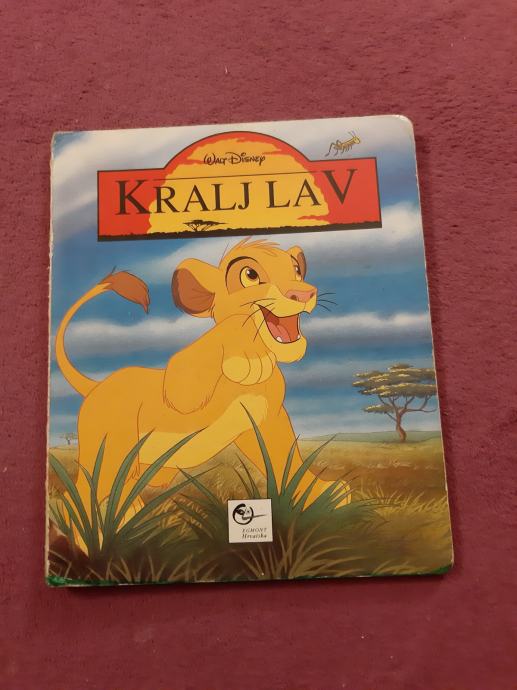 Walt Disney
KRALJ LAV
EGMONT
Hrvatska